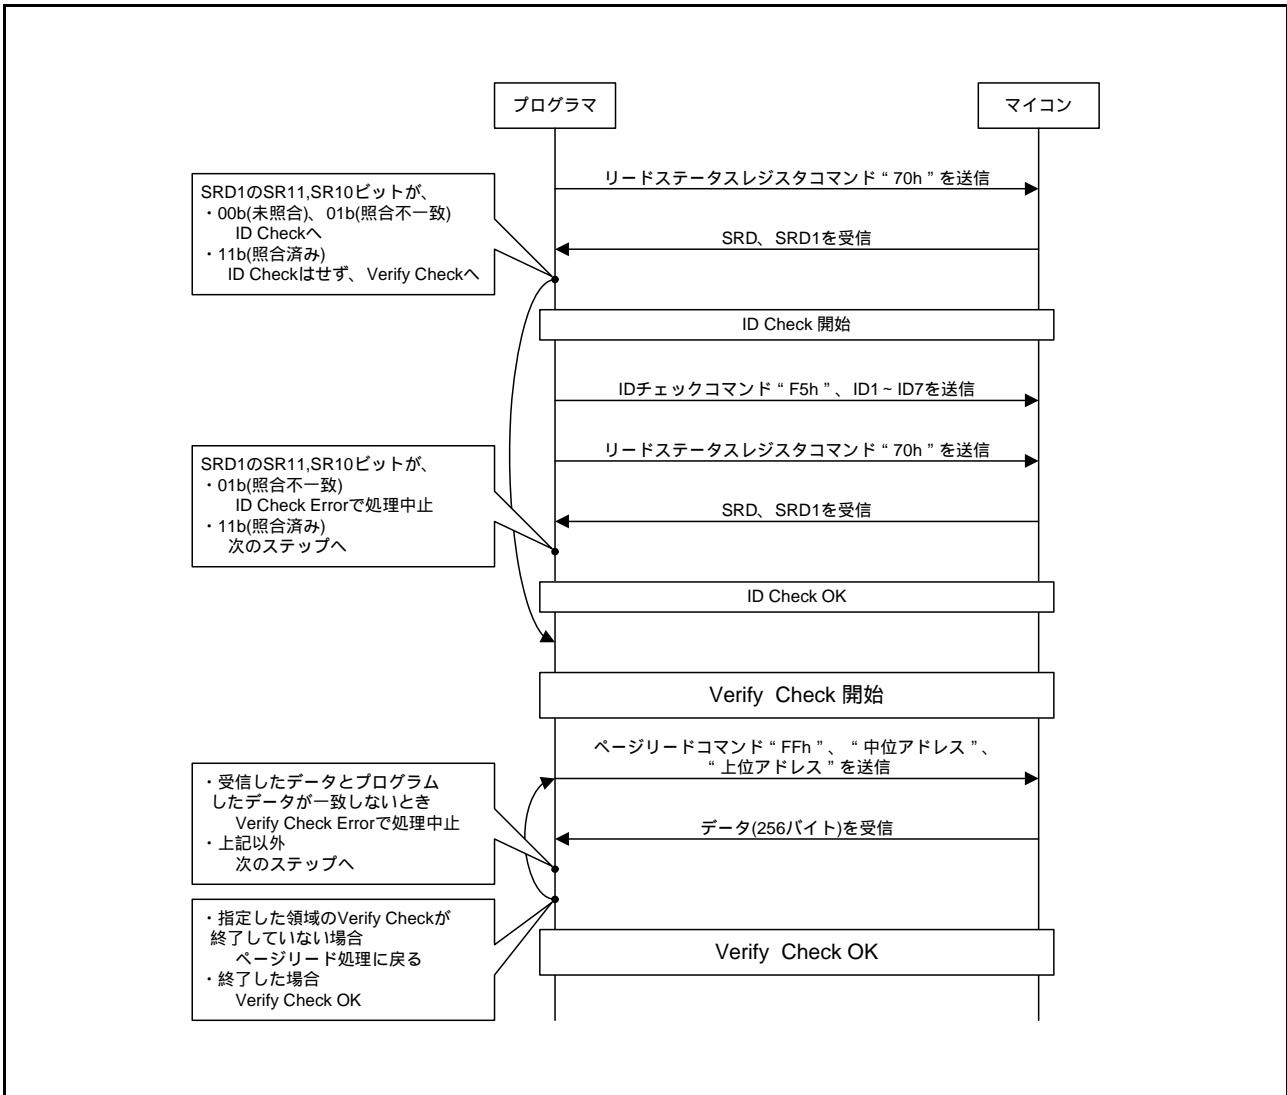 プログラマ
マイコン
リードステータスレジスタコマンド“70h”を送信
SRD1のSR11,SR10ビットが、
・00b(未照合)、01b(照合不一致)
ID Checkへ
・11b(照合済み)
ID Checkはせず、Verify Checkへ
SRD、SRD1を受信
ID Check 開始
IDチェックコマンド“F5h”、ID1~ID7を送信
リードステータスレジスタコマンド“70h”を送信
SRD1のSR11,SR10ビットが、
・01b(照合不一致)
ID Check Errorで処理中止
・11b(照合済み)
次のステップへ
SRD、SRD1を受信
ID Check OK
Verify Check 開始
ページリードコマンド“FFh”、“中位アドレス”、
“上位アドレス”を送信
・受信したデータとプログラム
したデータが一致しないとき
Verify Check Errorで処理中止
・上記以外
次のステップへ
データ(256バイト)を受信
・指定した領域のVerify Checkが
終了していない場合
ページリード処理に戻る
・終了した場合
Verify Check OK
Verify Check OK